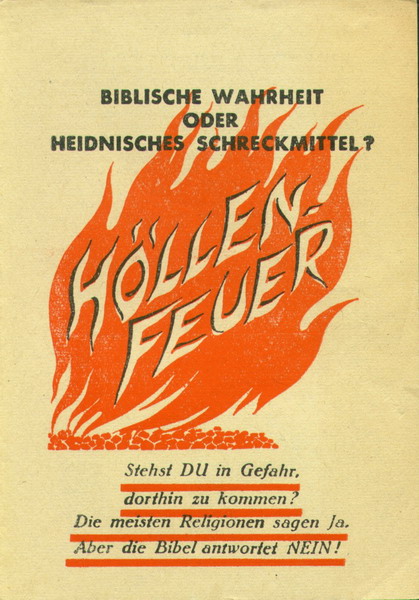 BIBLISCHE WAHRHEIT
ODER
HEIDNISCHES SCHRECKMITTEL?
HÖLLEN-
FEUER
Stehst DU in Gefahr,
dorthin zu kommen?
Die meisten Religionen sagen Ja.
Aber die Bibel antwortet NEIN!